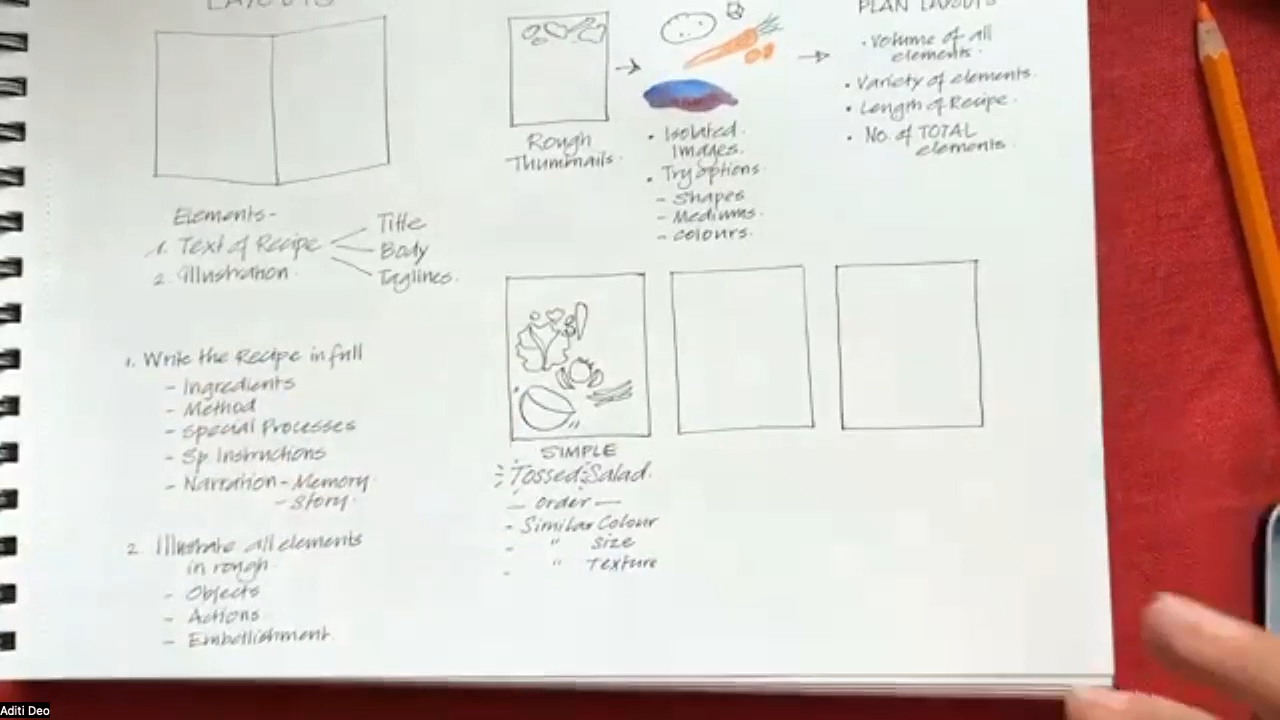 LAYOUTS
Elements-
1. Text of Recipe
2. Illustration.
Title
Body
Taglines.
1. Write the Recipe in full
- Ingredients
- Method
- Special Processes
- Sp Instructions
- Narration - Memory
- Story.
2. Illustrate all elements
in rough.
- Objects
- Actions
- Embellishment.
Rough
Thumbnails.
• Isolated
Images.
• Try options
- Shapes
- Mediums.
- colours.
PLAN LAYOUTS
• Volume of all
elements.
• Variety of elements.
• Length of Recipe.
• No. of TOTAL
elements.
SIMPLE
Tossed Salad.
— order —
- Similar Colour
- " Size
- " Texture
Aditi Deo